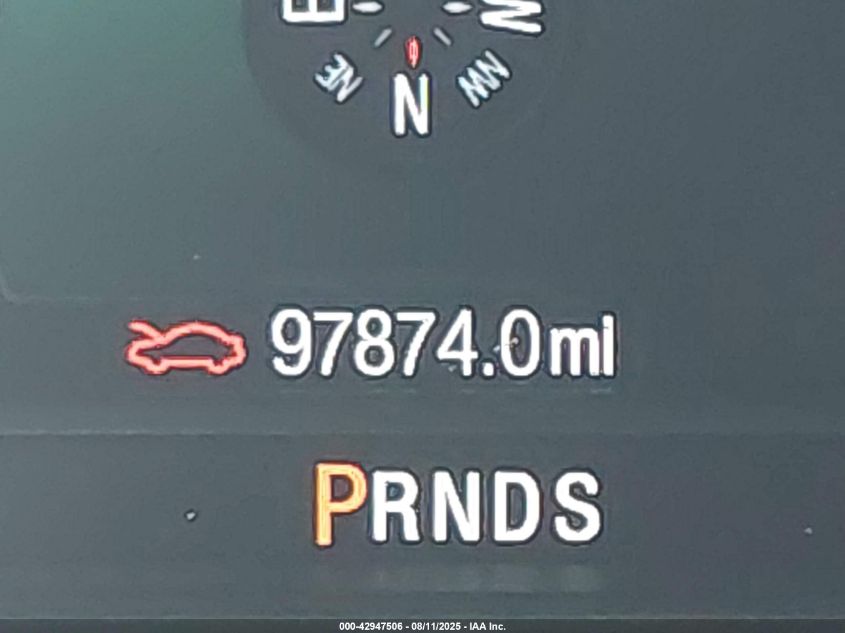 E W
NE NW
N
97874.0mi
PRNDS
000-42947506 - 08/11/2025 - IAA Inc.